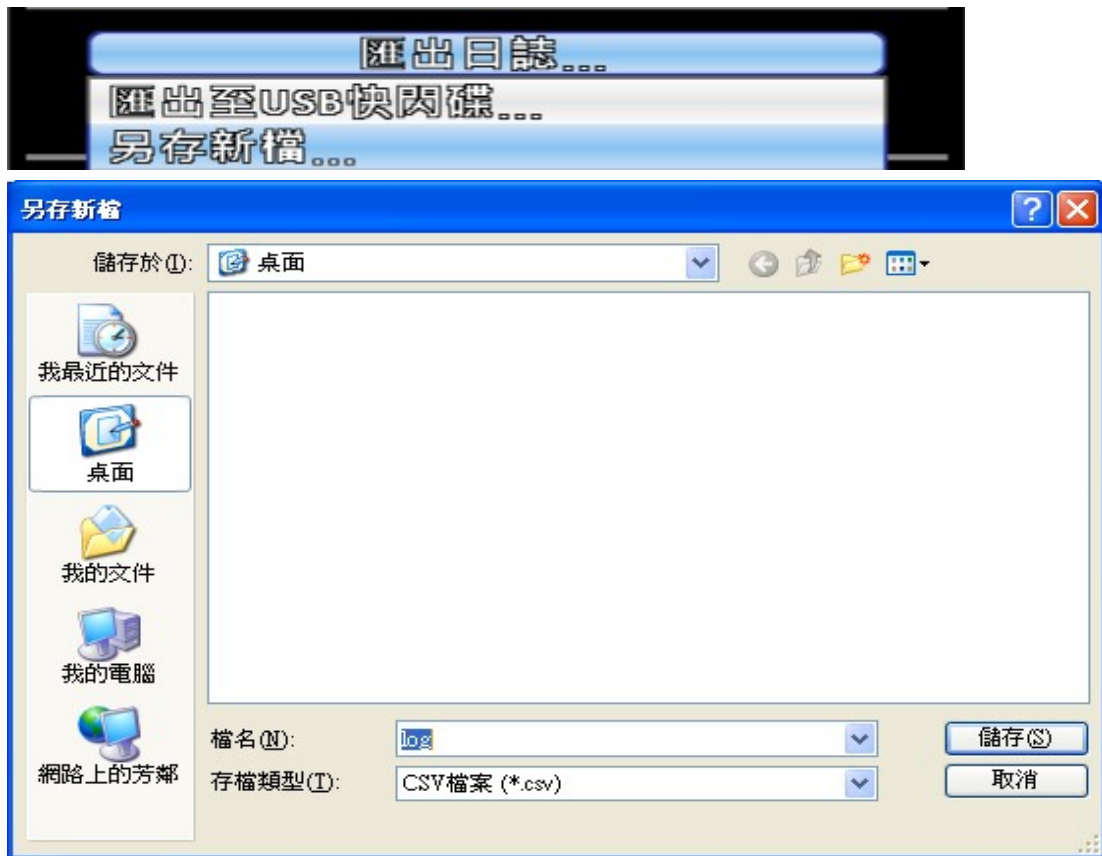 匯出日誌...
匯出至USB快閃碟...
另存新檔...
另存新檔
儲存於(I):
桌面
我最近的文件
桌面
我的文件
我的電腦
網路上的芳鄰
檔名(N):
log
儲存(S)
存檔類型(T):
CSV檔案 (*.csv)
取消